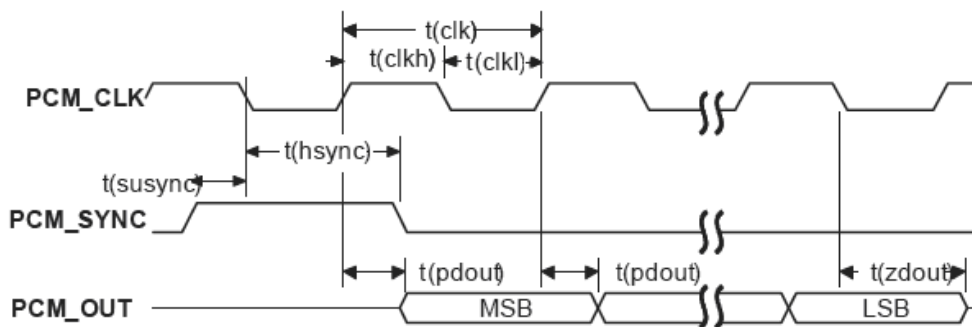 t(clk)
t(clkh) t(clkl)
PCM_CLK
t(hsync)
t(susync)
PCM_SYNC
t(pdout) t(pdout) t(zdout)
PCM_OUT MSB LSB